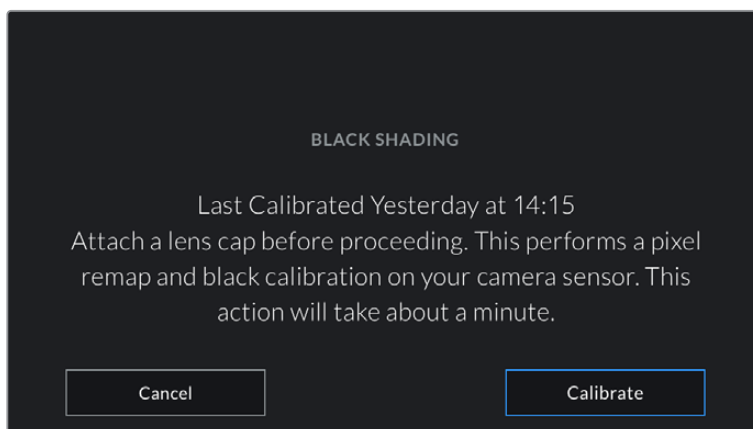 BLACK SHADING
Last Calibrated Yesterday at 14:15
Attach a lens cap before proceeding. This performs a pixel
remap and black calibration on your camera sensor. This
action will take about a minute.
Cancel
Calibrate